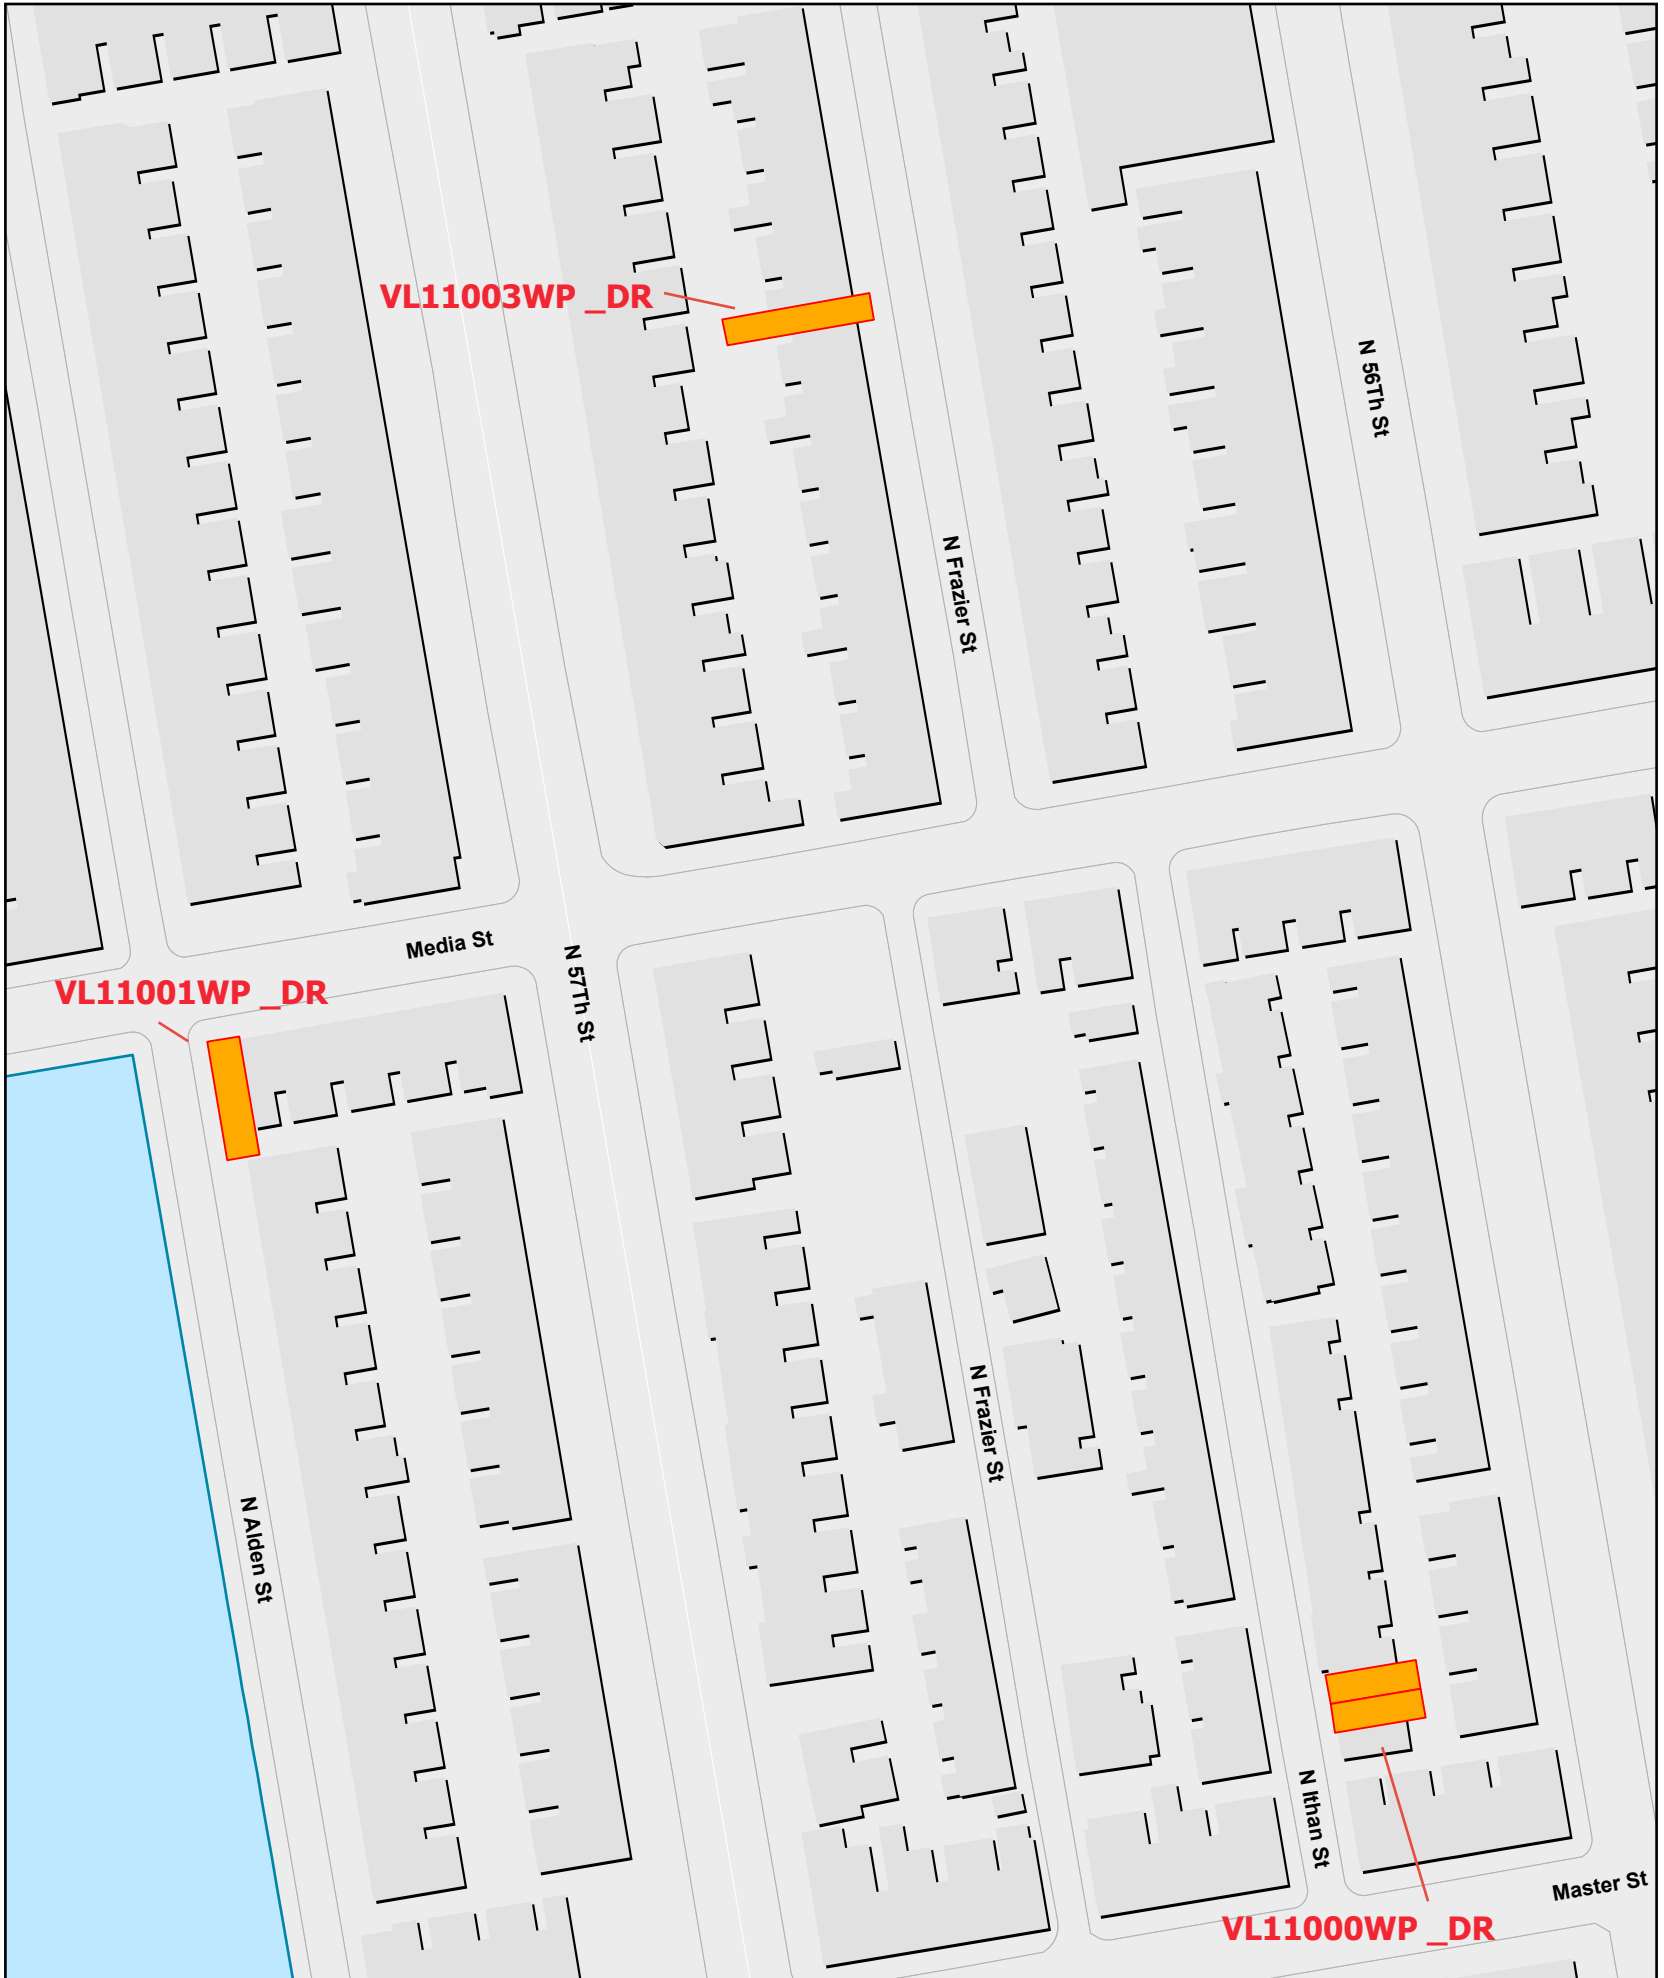 VL11003WP _DR
N 56Th St
N Frazier St
Media St
N 57Th St
VL11001WP _DR
N Frazier St
N Alden St
N Ithan St
Master St
VL11000WP _DR